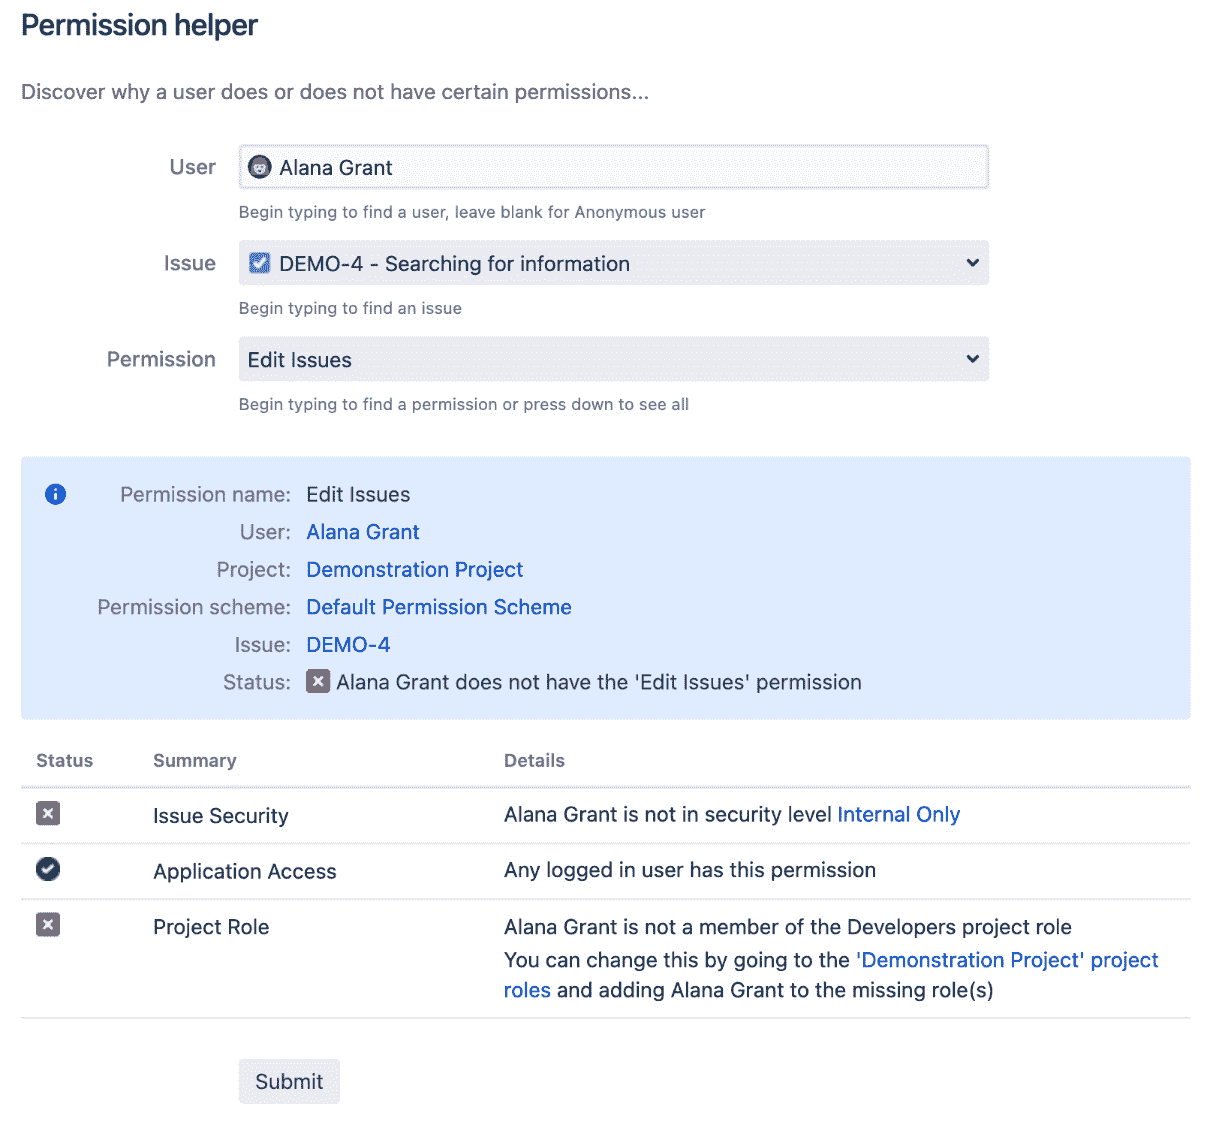 Permission helper
Discover why a user does or does not have certain permissions...
User
Alana Grant
Begin typing to find a user, leave blank for Anonymous user
Issue
DEMO-4 - Searching for information
Begin typing to find an issue
Permission
Edit Issues
Begin typing to find a permission or press down to see all
Permission name: Edit Issues
User: Alana Grant
Project: Demonstration Project
Permission scheme: Default Permission Scheme
Issue: DEMO-4
Status: Alana Grant does not have the 'Edit Issues' permission
Status Summary Details
Issue Security Alana Grant is not in security level Internal Only
Application Access Any logged in user has this permission
Project Role Alana Grant is not a member of the Developers project role
You can change this by going to the 'Demonstration Project' project
roles and adding Alana Grant to the missing role(s)
Submit